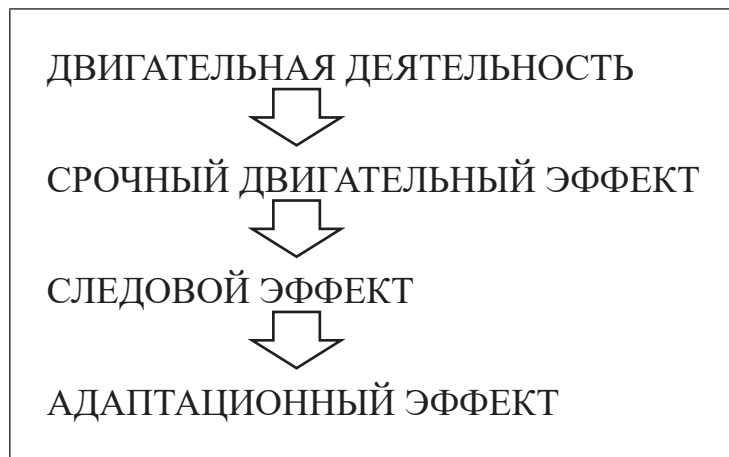 ДВИГАТЕЛЬНАЯ ДЕЯТЕЛЬНОСТЬ
СРОЧНЫЙ ДВИГАТЕЛЬНЫЙ ЭФФЕКТ
СЛЕДОВОЙ ЭФФЕКТ
АДАПТАЦИОННЫЙ ЭФФЕКТ